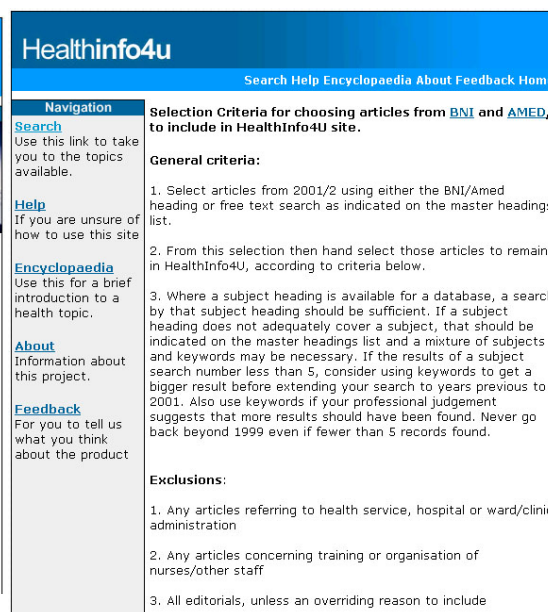 Healthinfo4u
Search Help Encyclopaedia About Feedback Hom
Navigation
Search
Use this link to take
you to the topics
available.
Help
If you are unsure of
how to use this site
Encyclopaedia
Use this for a brief
introduction to a
health topic.
About
Information about
this project.
Feedback
For you to tell us
what you think
about the product
Selection Criteria for choosing articles from BNI and AMED,
to include in HealthInfo4U site.
General criteria:
1. Select articles from 2001/2 using either the BNI/Amed
heading or free text search as indicated on the master headings
list.
2. From this selection then hand select those articles to remain
in HealthInfo4U, according to criteria below.
3. Where a subject heading is available for a database, a search
by that subject heading should be sufficient. If a subject
heading does not adequately cover a subject, that should be
indicated on the master headings list and a mixture of subjects
and keywords may be necessary. If the results of a subject
search number less than 5, consider using keywords to get a
bigger result before extending your search to years previous to
2001. Also use keywords if your professional judgement
suggests that more results should have been found. Never go
back beyond 1999 even if fewer than 5 records found.
Exclusions:
1. Any articles referring to health service, hospital or ward/clinic
administration
2. Any articles concerning training or organisation of
nurses/other staff
3. All editorials, unless an overriding reason to include